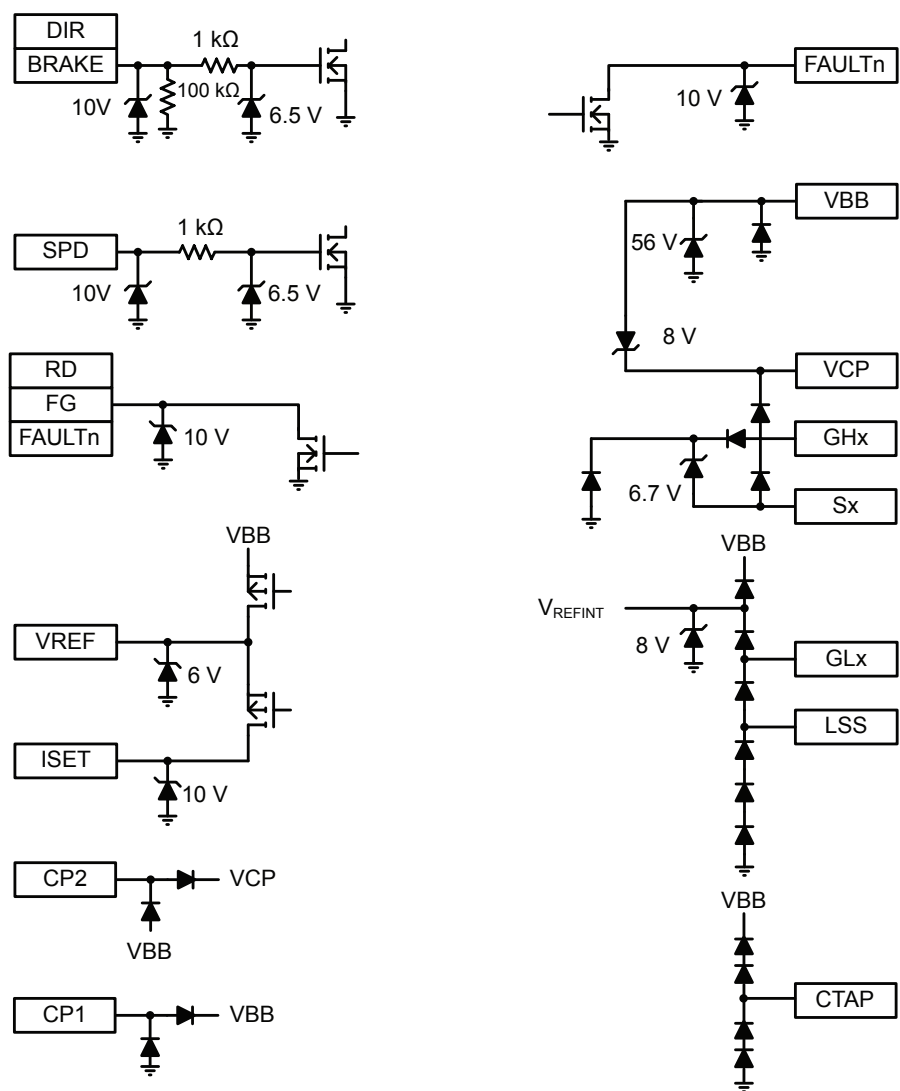 DIR
BRAKE
1 kΩ
100 kΩ
10V
6.5 V
SPD
1 kΩ
10V
6.5 V
RD
FG
FAULTn
10 V
VBB
VREF
6 V
ISET
10 V
CP2
VCP
VBB
CP1
VBB
FAULTn
10 V
VBB
56 V
8 V
VCP
GHx
6.7 V
Sx
VBB
VREFINT
8 V
GLx
LSS
VBB
CTAP